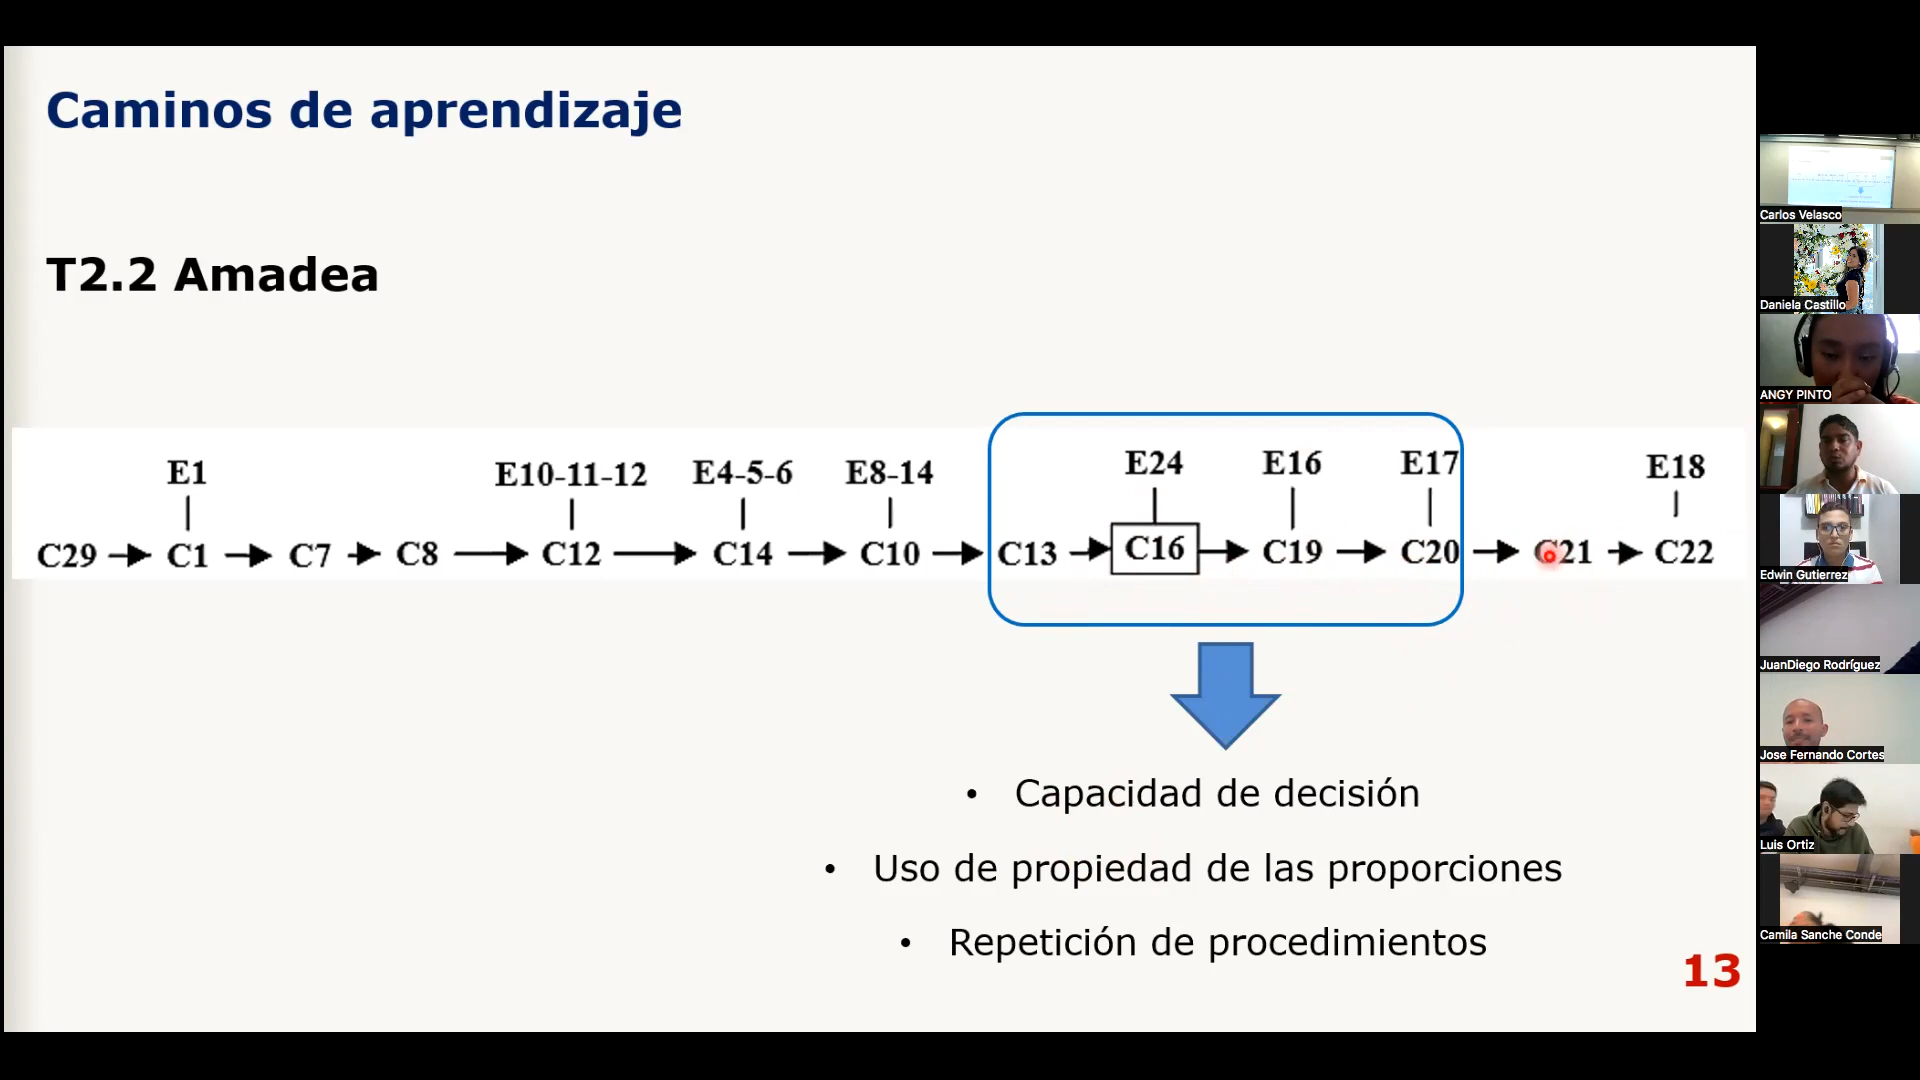 Caminos de aprendizaje
T2.2 Amadea
E1 E10-11-12 E4-5-6 E8-14 E24 E16 E17 E18
C29 C1 C7 C8 C12 C14 C10 C13 C16 C19 C20 C21 C22
• Capacidad de decisión
• Uso de propiedad de las proporciones
• Repetición de procedimientos
13
Carlos Velasco
Daniela Castillo
ANGY PINTO
Edwin Gutierrez
JuanDiego Rodríguez
Jose Fernando Cortes
Luis Ortiz
Camila Sanche Conde